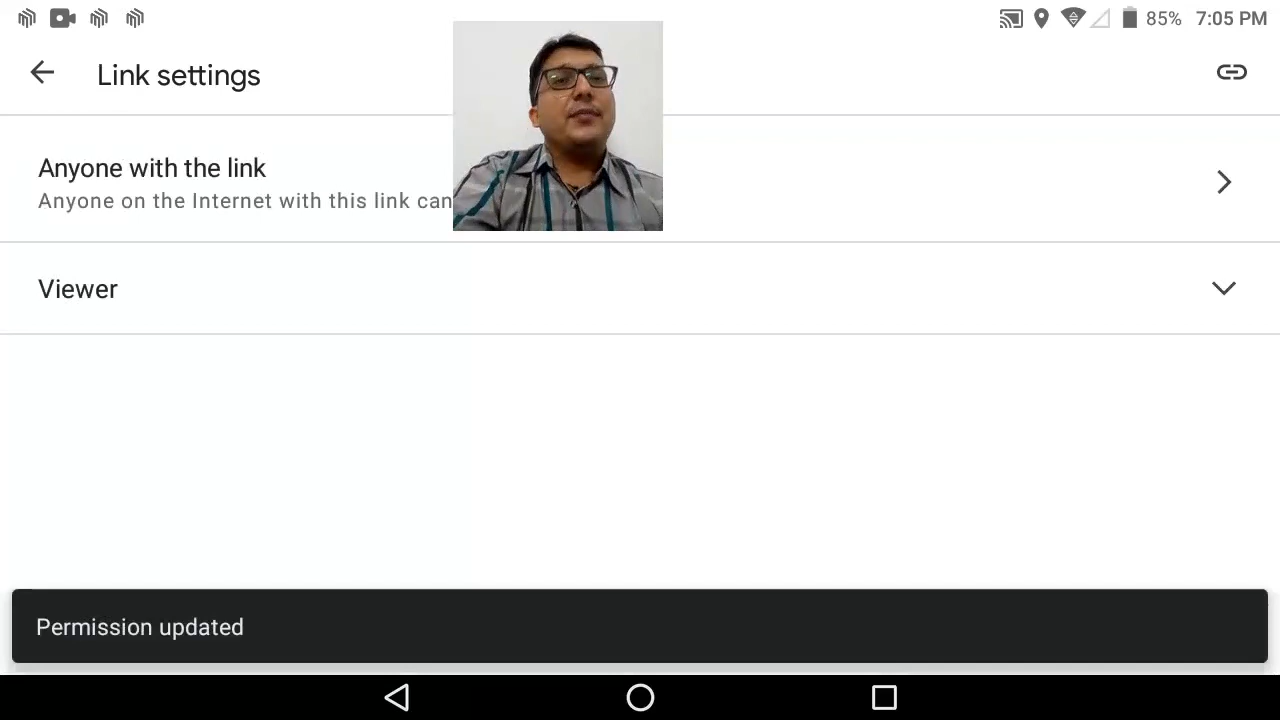 85% 7:05 PM
Link settings
Anyone with the link
Anyone on the Internet with this link can
Viewer
Permission updated